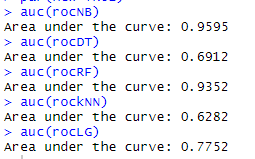 > auc(rocNB)
Area under the curve: 0.9595
> auc(rocDT)
Area under the curve: 0.6912
> auc(rocRF)
Area under the curve: 0.9352
> auc(rockNN)
Area under the curve: 0.6282
> auc(rocLG)
Area under the curve: 0.7752